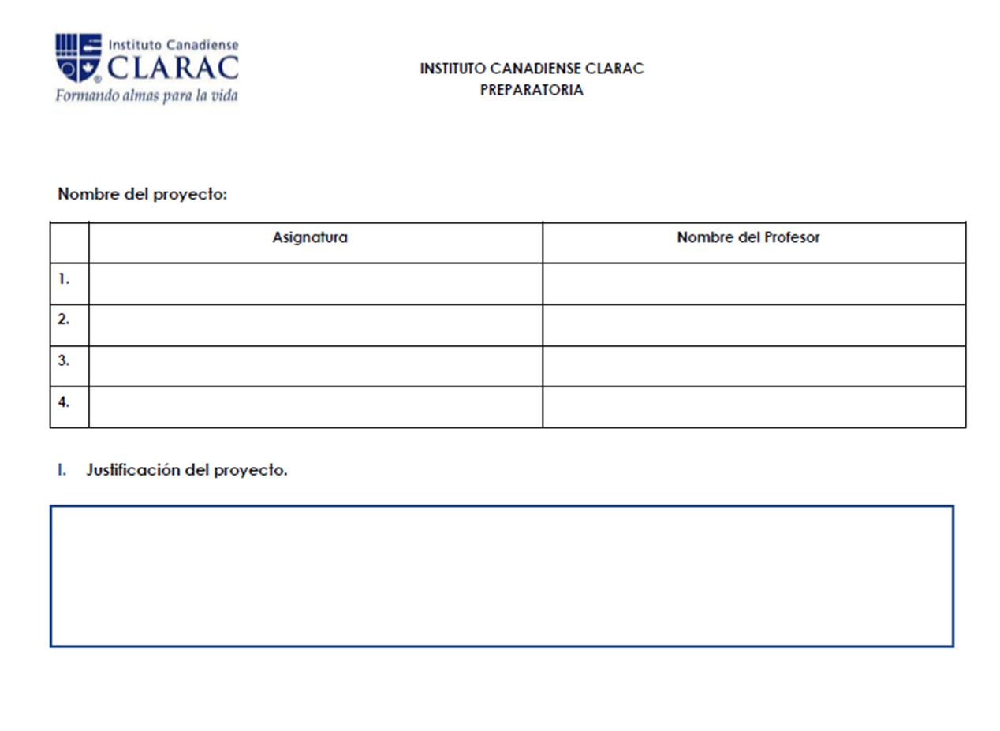 Instituto Canadiense
CLARAC
®
Formando almas para la vida
INSTITUTO CANADIENSE CLARAC
PREPARATORIA
Nombre del proyecto:
Asignatura Nombre del Profesor
1.
2.
3.
4.
I. Justificación del proyecto.